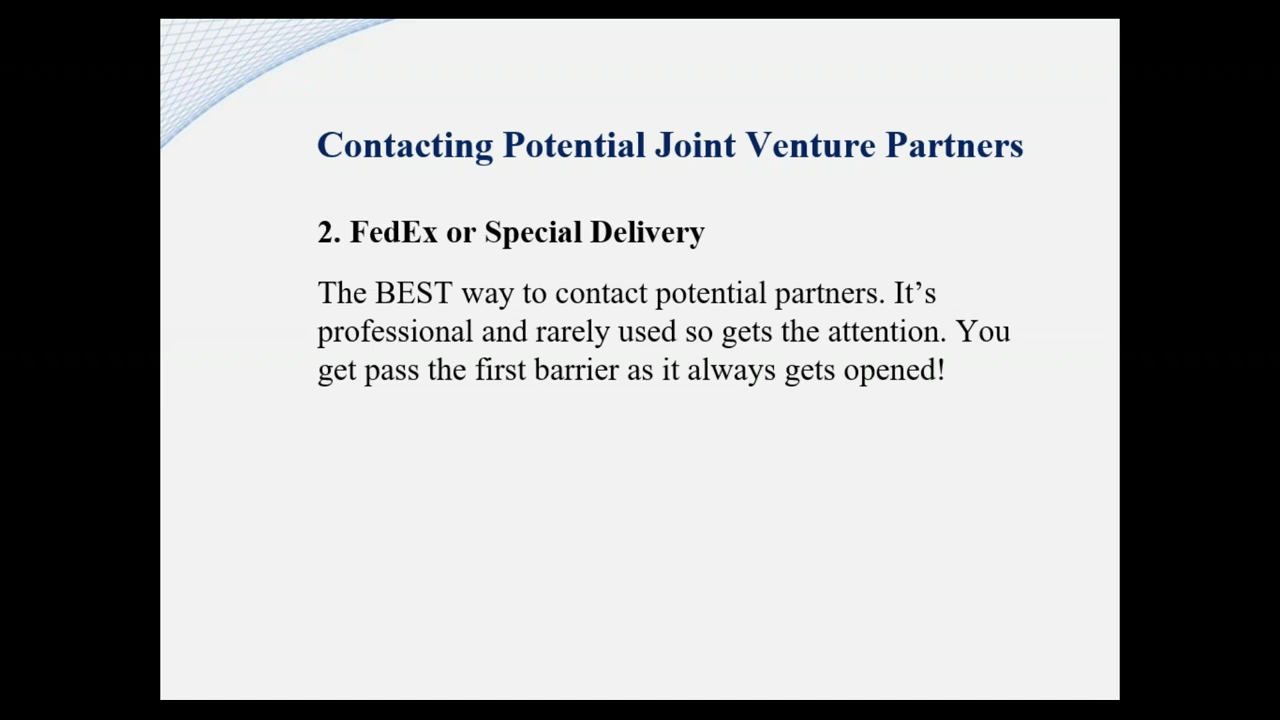 Contacting Potential Joint Venture Partners
2. FedEx or Special Delivery
The BEST way to contact potential partners. It’s
professional and rarely used so gets the attention. You
get pass the first barrier as it always gets opened!